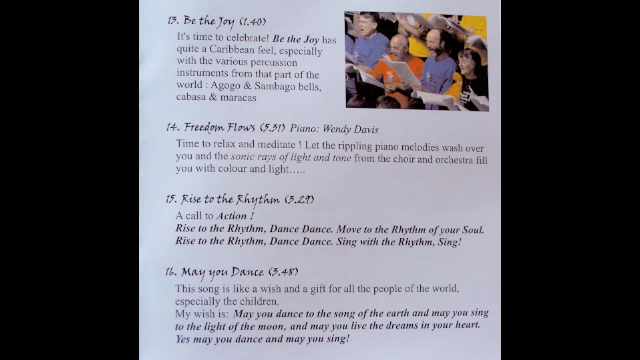 13. Be the Joy (1.40)
It's time to celebrate! Be the Joy has
quite a Caribbean feel, especially
with the various percussion
instruments from that part of the
world : Agogo & Sambago bells,
cabasa & maracas
14. Freedom Flows (5.31) Piano: Wendy Davis
Time to relax and meditate ! Let the rippling piano melodies wash over
you and the sonic rays of light and tone from the choir and orchestra fill
you with colour and light…..
15. Rise to the Rhythm (3.29)
A call to Action !
Rise to the Rhythm, Dance Dance. Move to the Rhythm of your Soul.
Rise to the Rhythm, Dance Dance. Sing with the Rhythm, Sing!
16. May you Dance (3.48)
This song is like a wish and a gift for all the people of the world,
especially the children.
My wish is: May you dance to the song of the earth and may you sing
to the light of the moon, and may you live the dreams in your heart.
Yes may you dance and may you sing!